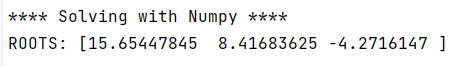 **** Solving with Numpy ****
ROOTS: [15.65447845  8.41683625 -4.2716147 ]